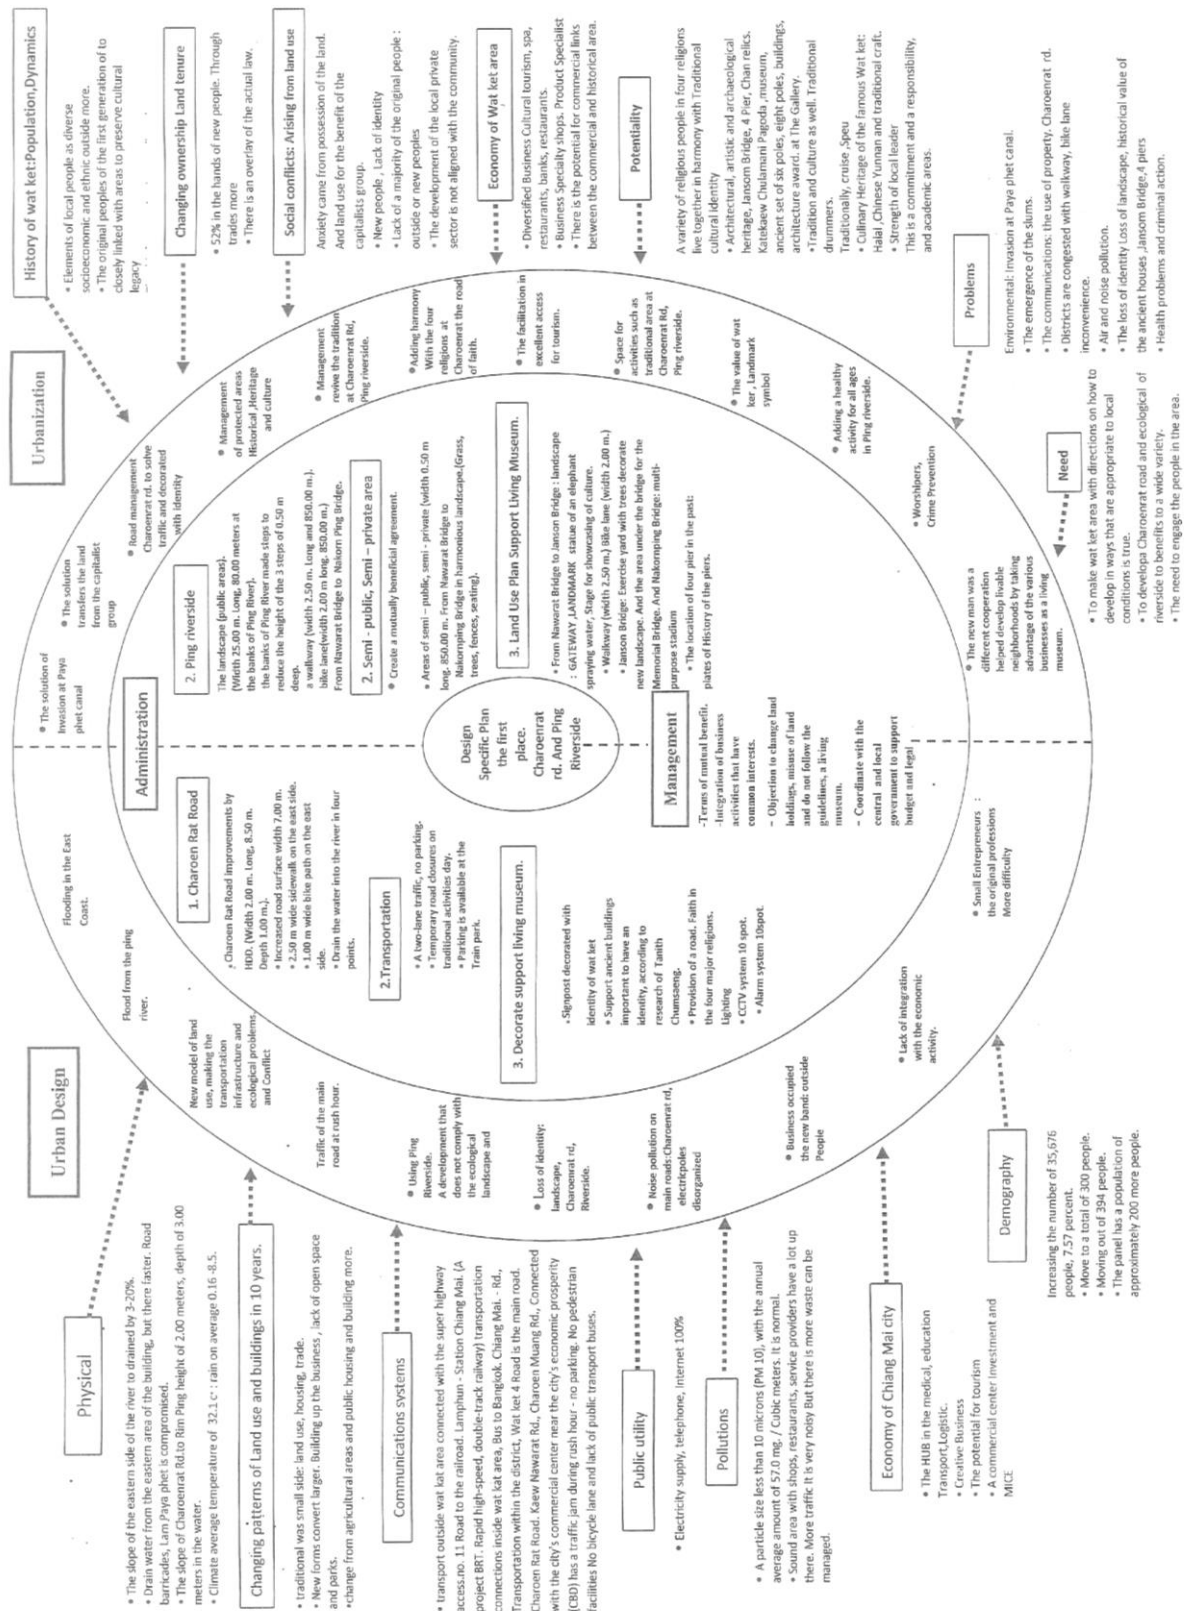 Urban Design
Physical
• The slope of the eastern side of the river to drained by 3-20%.
• Drain water from the eastern area of the building, but there faster. Road
barricades, Lam Paya phet is compromised.
• The slope of Charoenrat Rd.to Rim Ping height of 2.00 meters, depth of 3.00
meters in the water.
• Climate average temperature of 32.1 c° : rain on average 0.16 -8.5.
Changing patterns of Land use and buildings in 10 years.
• traditional was small side: land use, housing, trade.
• New forms convert larger. Building up the business , lack of open space
and parks.
•change from agricultural areas and public housing and building more.
Communications systems
• transport outside wat kat area connected with the super highway
access.no. 11 Road to the railroad. Lamphun - Station Chiang Mai. (A
project BRT. Rapid high-speed, double-track railway) transportation
connections inside wat kat area, Bus to Bangkok. Chiang Mai. - Rd.,
Transportation within the district, Wat ket 4 Road is the main road.
Charoen Rat Road. Kaew Nawarat Rd., Charoen Muang Rd., Connected
with the city's commercial center near the city's economic prosperity
(CBD) has a traffic jam during rush hour - no parking. No pedestrian
facilities No bicycle lane and lack of public transport buses.
Public utility
• Electricity supply, telephone, Internet 100%
Pollutions
• A particle size less than 10 microns (PM 10), with the annual
average amount of 57.0 mg. / Cubic meters. It is normal.
• Sound area with shops, restaurants, service providers have a lot up
there. More traffic It is very noisy But there is more waste can be
managed.
Economy of Chiang Mai city
• The HUB in the medical, education
Transport,Logistic.
• Creative Business
• The potential for tourism
• A commercial center Investment and
MICE
Demography
Increasing the number of 35,676
people, 7.57 percent.
• Move to a total of 300 people.
• Moving out of 394 people.
• The panel has a population of
approximately 200 more people.
Flooding in the East
Coast.
Flood from the ping
river.
New model of land
use, making the
transportation
infrastructure and
ecological problems
and Conflict
Traffic of the main
road at rush hour.
• Using Ping
Riverside.
A development that
does not comply with
the ecological
landscape and
• Loss of identity:
landscape,
Charoenrat rd,
Riverside.
• Noise pollution on
main roads:Charoenrat rd,
electricpoles
disorganized
• Business occupied
the new band: outside
People
• Lack of integration
with the economic
activity.
• Small Entrepreneurs :
the original professions
More difficulty
Administration
1. Charoen Rat Road
• Charoen Rat Road improvements by
HDD. (Width 2.00 m. Long, 8.50 m.
Depth 1.00 m.).
• Increased road surface width 7.00 m.
• 2.50 m wide sidewalk on the east side.
• 1.00 m wide bike path on the east
side.
• Drain the water into the river in four
points.
2.Transportation
• A two-lane traffic, no parking.
• Temporary road closures on
traditional activities day.
• Parking is available at the
Train park.
3. Decorate support living museum.
• Signpost decorated with
identity of wat ket
• Support ancient buildings
important to have an
identity, according to
research of Tanith
Chumsaeng.
• Provision of a road. Faith in
the four major religions,
Lighting
• CCTV system 10 spot.
• Alarm system 10spot.
Design
Specific Plan
the first
place.
Charoenrat
rd. And Ping
Riverside
Management
-Terms of mutual benefit.
-Integration of business
activities that have
common interests.
– Objection to change land
holdings, misuse of land
and do not follow the
guidelines, a living
museum.
– Coordinate with the
central and local
government to support
budget and legal
2. Ping riverside
The landscape (public areas).
(Width 25.00 m. Long, 80.00 meters at
the banks of Ping River).
the banks of Ping River made steps to
reduce the height of the 3 steps of 0.50 m
deep.
a walkway (width 2.50 m. Long and 850.00 m.).
bike lane(width 2.00 m long. 850.00 m.)
From Nawarat Bridge to Nakorn Ping Bridge.
2. Semi - public, Semi – private area
• Create a mutually beneficial agreement.
• Areas of semi – public, semi - private (width 0.50 m
long. 850.00 m. From Nawarat Bridge to
Nakornping Bridge in harmonious landscape,(Grass,
trees, fences, seating).
3. Land Use Plan Support Living Museum.
• From Nawarat Bridge to Janson Bridge : landscape
: GATEWAY ,LANDMARK statue of an elephant
spraying water, Stage for showcasing of culture.
• Walkway (width 2.50 m.) Bike lane (width 2.00 m.)
• Janson Bridge: Exercise yard with trees decorate
new landscape. And the area under the bridge for the
Memorial Bridge. And Nakornping Bridge: multi-
purpose stadium
• The location of four pier in the past:
plates of History of the piers.
• The solution of
Invasion at Paya
phet canal
• The solution
transfers the land
from the capitalist
group
• Road management
Charoenrat rd. to solve
traffic and decorated
with identity
• Management
of protected areas
Historical ,Heritage
and culture
• Management
revive the tradition
at Charoenrat Rd,
Ping riverside.
•Adding harmony
With the four
religions at
Charoenrat the road
of faith.
• The facilitation in
excellent access
for tourism.
• Space for
activities such as
traditional area at
Charoenrat Rd,
Ping riverside.
• The value of wat
ker , Landmark
symbol
• Adding a healthy
activity for all ages
in Ping riverside.
• Worshipers,
Crime Prevention
• The new man was a
different cooperation
helped develop livable
neighborhoods by taking
advantage of the various
businesses as a living
museum.
Urbanization
History of wat ket:Population,Dynamics
• Elements of local people as diverse
socioeconomic and ethnic outside more.
• The original peoples of the first generation of to
closely linked with areas to preserve cultural
legacy
Changing ownership Land tenure
• 52% in the hands of new people. Through
trades more
• There is an overlay of the actual law.
Social conflicts: Arising from land use
Anxiety came from possession of the land.
And land use for the benefit of the
capitalists group.
• New people , Lack of identity
• Lack of a majority of the original people :
outside or new peoples
• The development of the local private
sector is not aligned with the community.
Economy of Wat ket area
• Diversified Business Cultural tourism, spa,
restaurants, banks, restaurants.
• Business Specialty shops. Product Specialist
• There is the potential for commercial links
between the commercial and historical area.
Potentiality
A variety of religious people in four religions
live together in harmony with Traditional
cultural identity
• Architectural, artistic and archaeological
heritage, Jansom Bridge, 4 Pier, Chan relics.
Katekaew Chulamani Pagoda ,museum,
ancient set of six poles, eight poles, buildings,
architecture award. at The Gallery.
•Tradition and culture as well. Traditional
drummers.
Traditionally, cruise ,Speu
• Culinary Heritage of the famous Wat ket:
Halal ,Chinese Yunnan and traditional craft.
• Strength of local leader
This is a commitment and a responsibility,
and academic areas.
Problems
Environmental: Invasion at Paya phet canal.
• The emergence of the slums.
• The communications: the use of property, Charoenrat rd.
• Districts are congested with walkway, bike lane
inconvenience.
• Air and noise pollution.
• The loss of identity Loss of landscape, historical value of
the ancient houses ,Jansom Bridge,4 piers
• Health problems and criminal action.
Need
• To make wat ket area with directions on how to
develop in ways that are appropriate to local
conditions is true.
• To developl Charoenrat road and ecological of
riverside to benefits to a wide variety.
• The need to engage the people in the area.